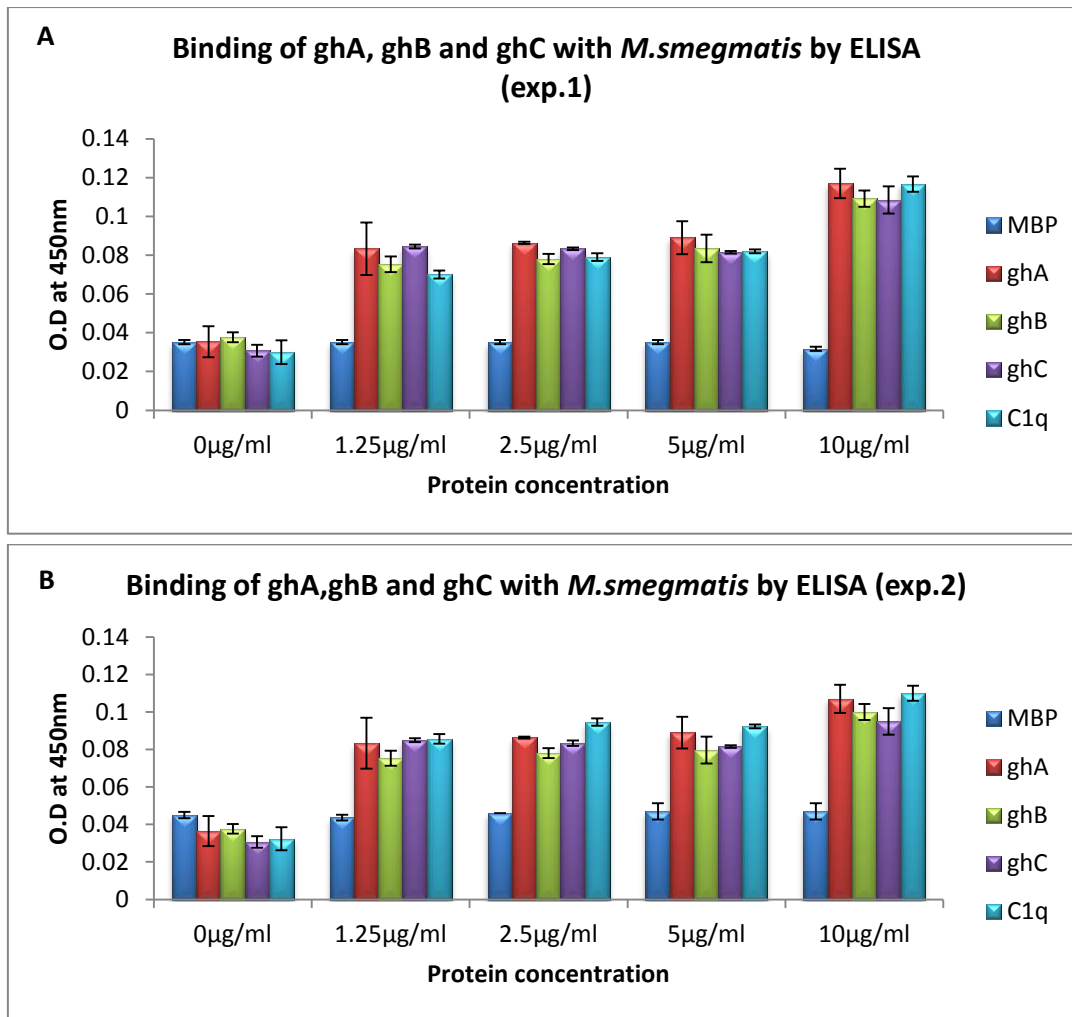 A
Binding of ghA, ghB and ghC with M.smegmatis by ELISA
(exp.1)
0.14
0.12
0.1
0.08
0.06
0.04
0.02
0
O.D at 450nm
0µg/ml 1.25µg/ml 2.5µg/ml 5µg/ml 10µg/ml
Protein concentration
MBP
ghA
ghB
ghC
C1q
B
Binding of ghA,ghB and ghC with M.smegmatis by ELISA (exp.2)
0.14
0.12
0.1
0.08
0.06
0.04
0.02
0
O.D at 450nm
0µg/ml 1.25µg/ml 2.5µg/ml 5µg/ml 10µg/ml
Protein concentration
MBP
ghA
ghB
ghC
C1q